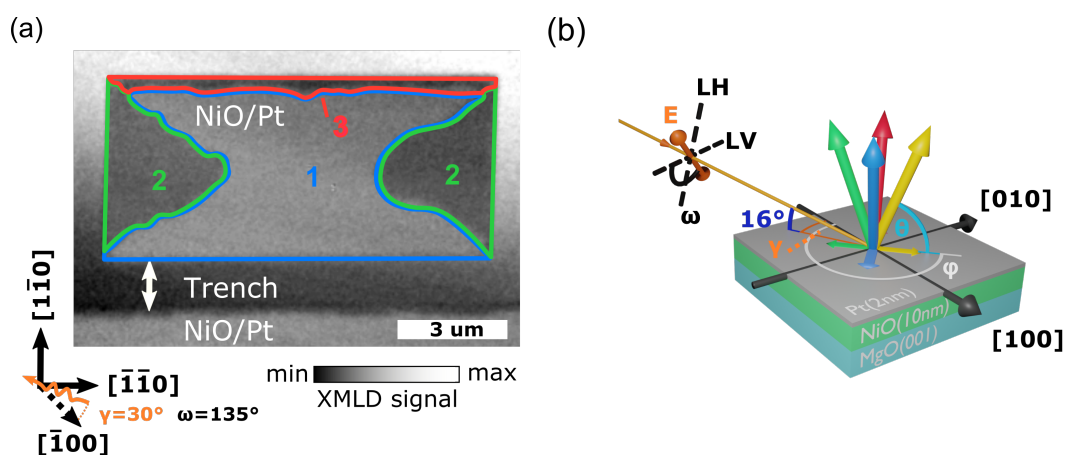 (a)
NiO/Pt
3
2
1
2
Trench
NiO/Pt
3 um
[11̅0]
[1̅1̅0]
[1̅00]
γ=30° ω=135°
min max
XMLD signal
(b)
LH
E
LV
ω
16°
γ
θ
φ
[010]
[100]
Pt(2nm)
NiO(10nm)
MgO(001)